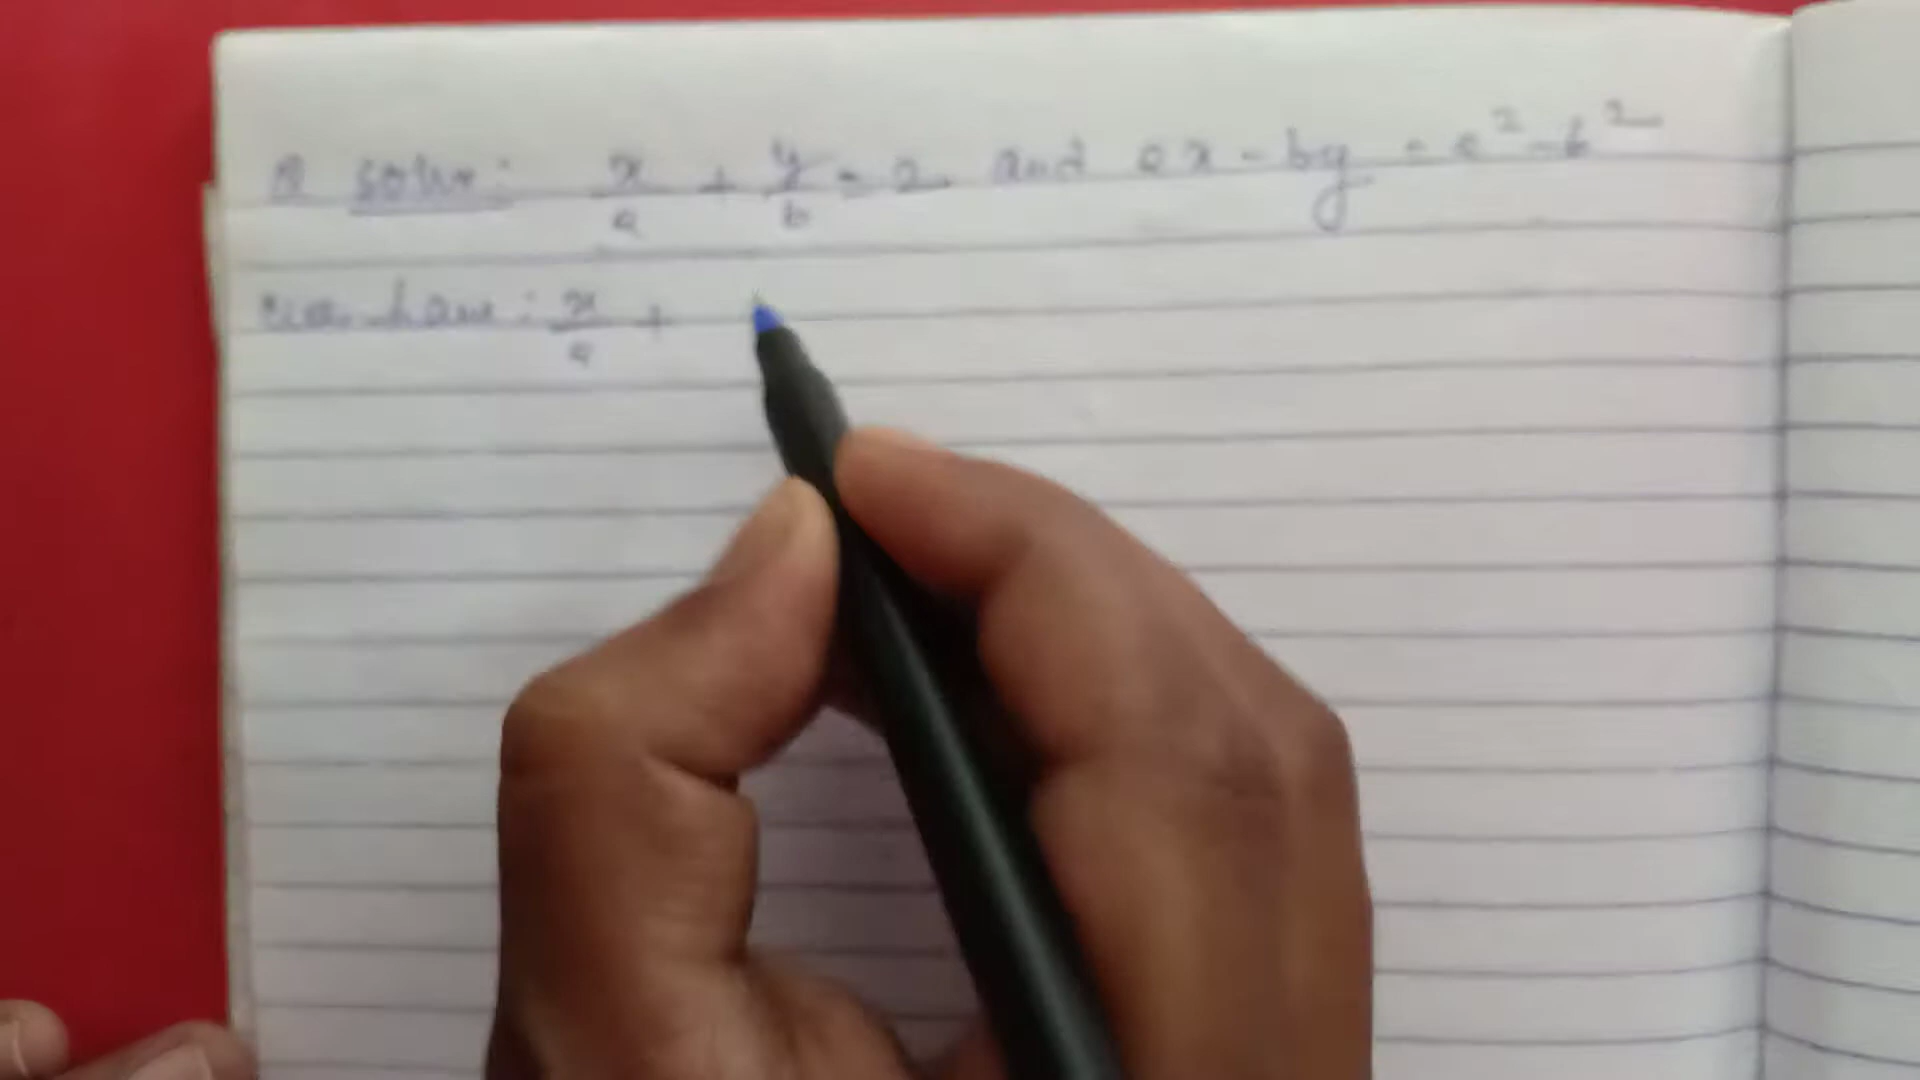 Q solve: x/a + y/b = 2 and ax - by = a² - b²
we have: x/a +